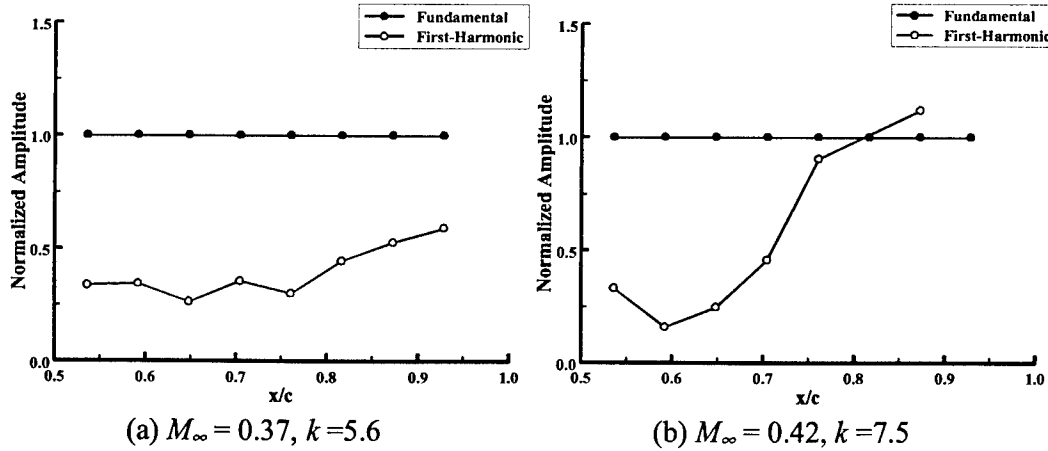 1.5
Fundamental
First-Harmonic
1.0
0.5
0.0
Normalized Amplitude
0.5
0.6
0.7
0.8
0.9
1.0
x/c
(a) M∞ = 0.37, k =5.6
1.5
Fundamental
First-Harmonic
1.0
0.5
0.0
Normalized Amplitude
0.5
0.6
0.7
0.8
0.9
1.0
x/c
(b) M∞ = 0.42, k =7.5